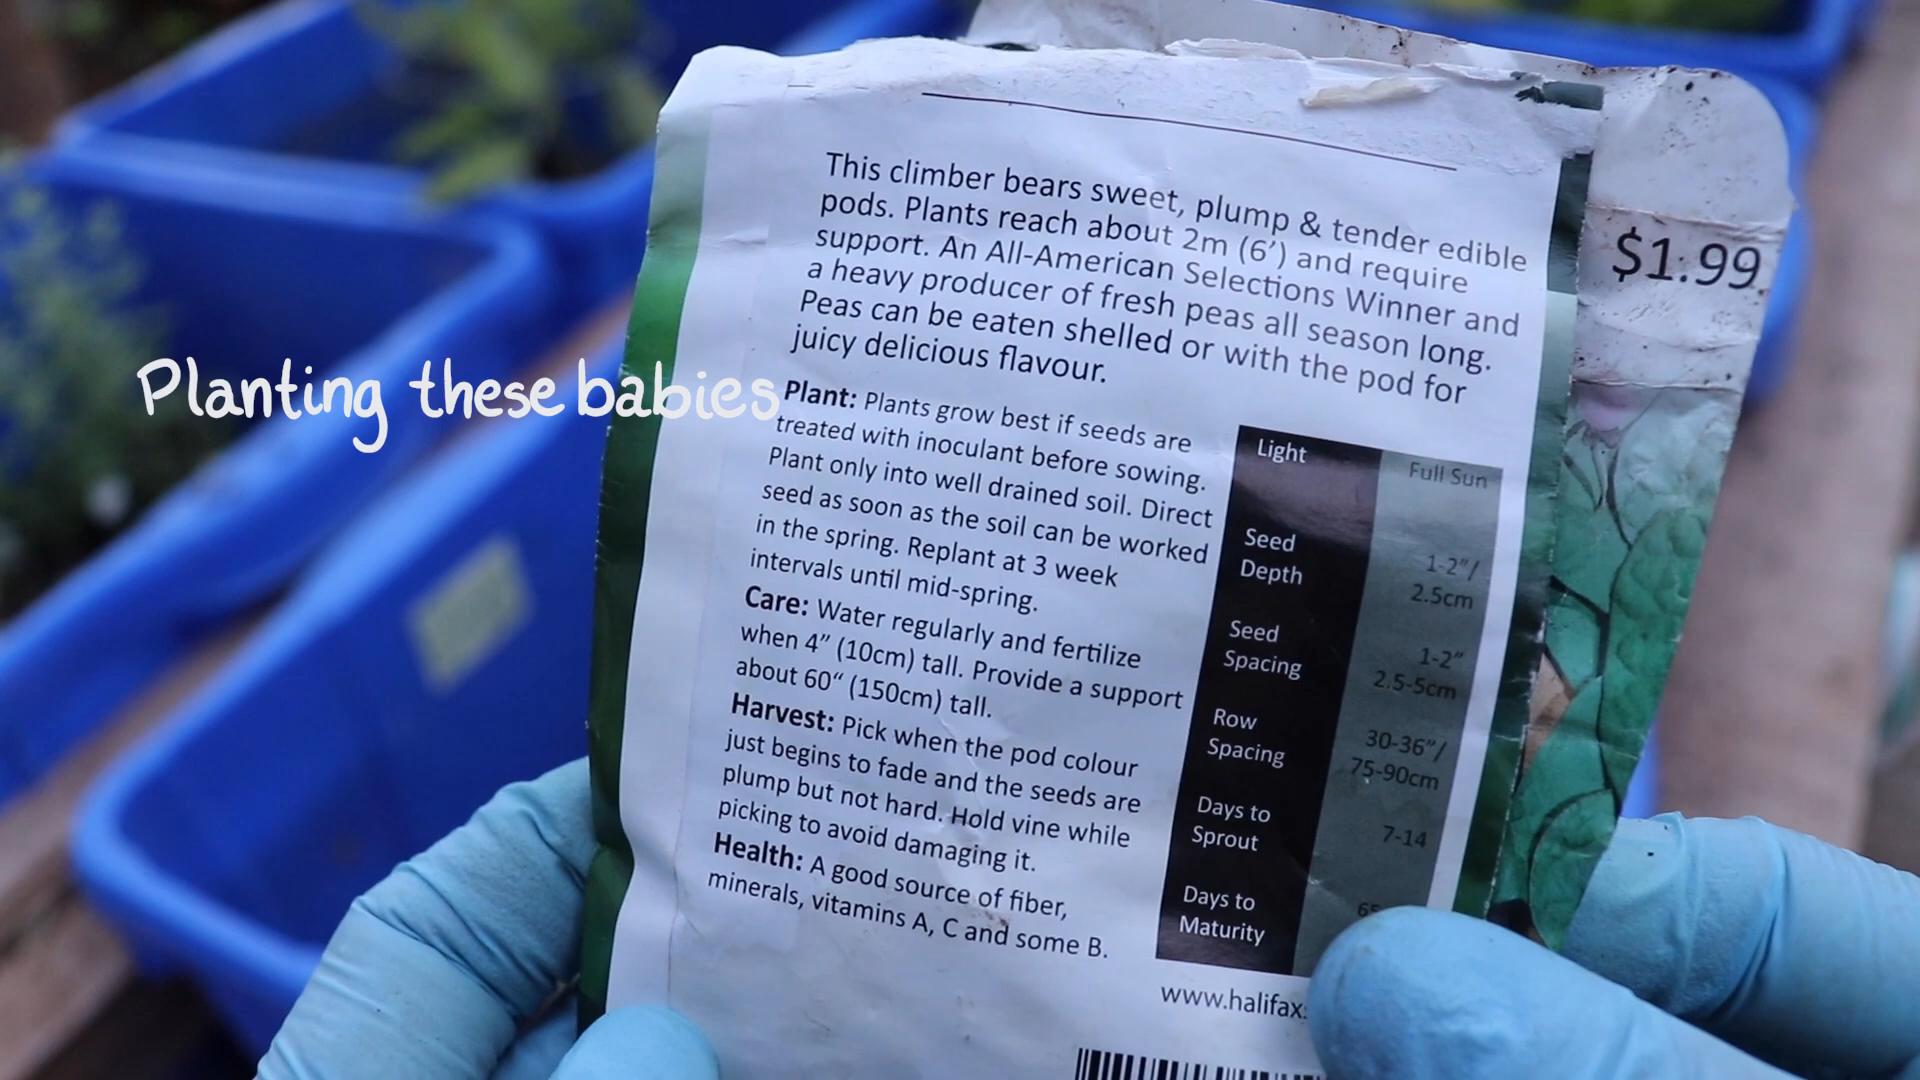 This climber bears sweet, plump & tender edible
pods. Plants reach about 2m (6’) and require
support. An All-American Selections Winner and
a heavy producer of fresh peas all season long.
Peas can be eaten shelled or with the pod for
juicy delicious flavour.
$1.99
Planting these babies
Plant: Plants grow best if seeds are
treated with inoculant before sowing.
Plant only into well drained soil. Direct
seed as soon as the soil can be worked
in the spring. Replant at 3 week
intervals until mid-spring.
Care: Water regularly and fertilize
when 4” (10cm) tall. Provide a support
about 60“ (150cm) tall.
Harvest: Pick when the pod colour
just begins to fade and the seeds are
plump but not hard. Hold vine while
picking to avoid damaging it.
Health: A good source of fiber,
minerals, vitamins A, C and some B.
Light Full Sun
Seed 1-2”/
Depth 2.5cm
Seed 1-2”
Spacing 2.5-5cm
Row 30-36”/
Spacing 75-90cm
Days to 7-14
Sprout
Days to
Maturity
www.halifax